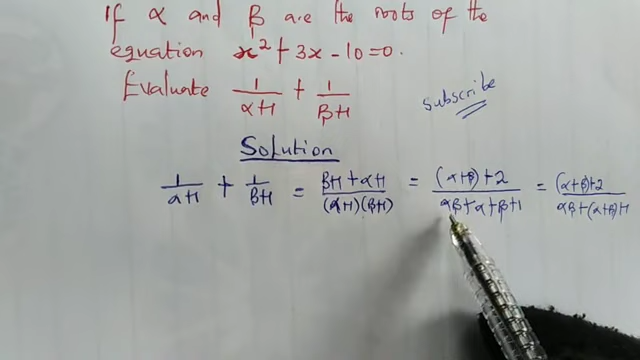 If α and β are the roots of the
equation x² + 3x - 10 = 0.
Evaluate 1/(α+1) + 1/(β+1)
subscribe
Solution
1/(α+1) + 1/(β+1) = (β+1+α+1)/((α+1)(β+1)) = ((α+β)+2)/(αβ+α+β+1) = ((α+β)+2)/(αβ+(α+β)+1)